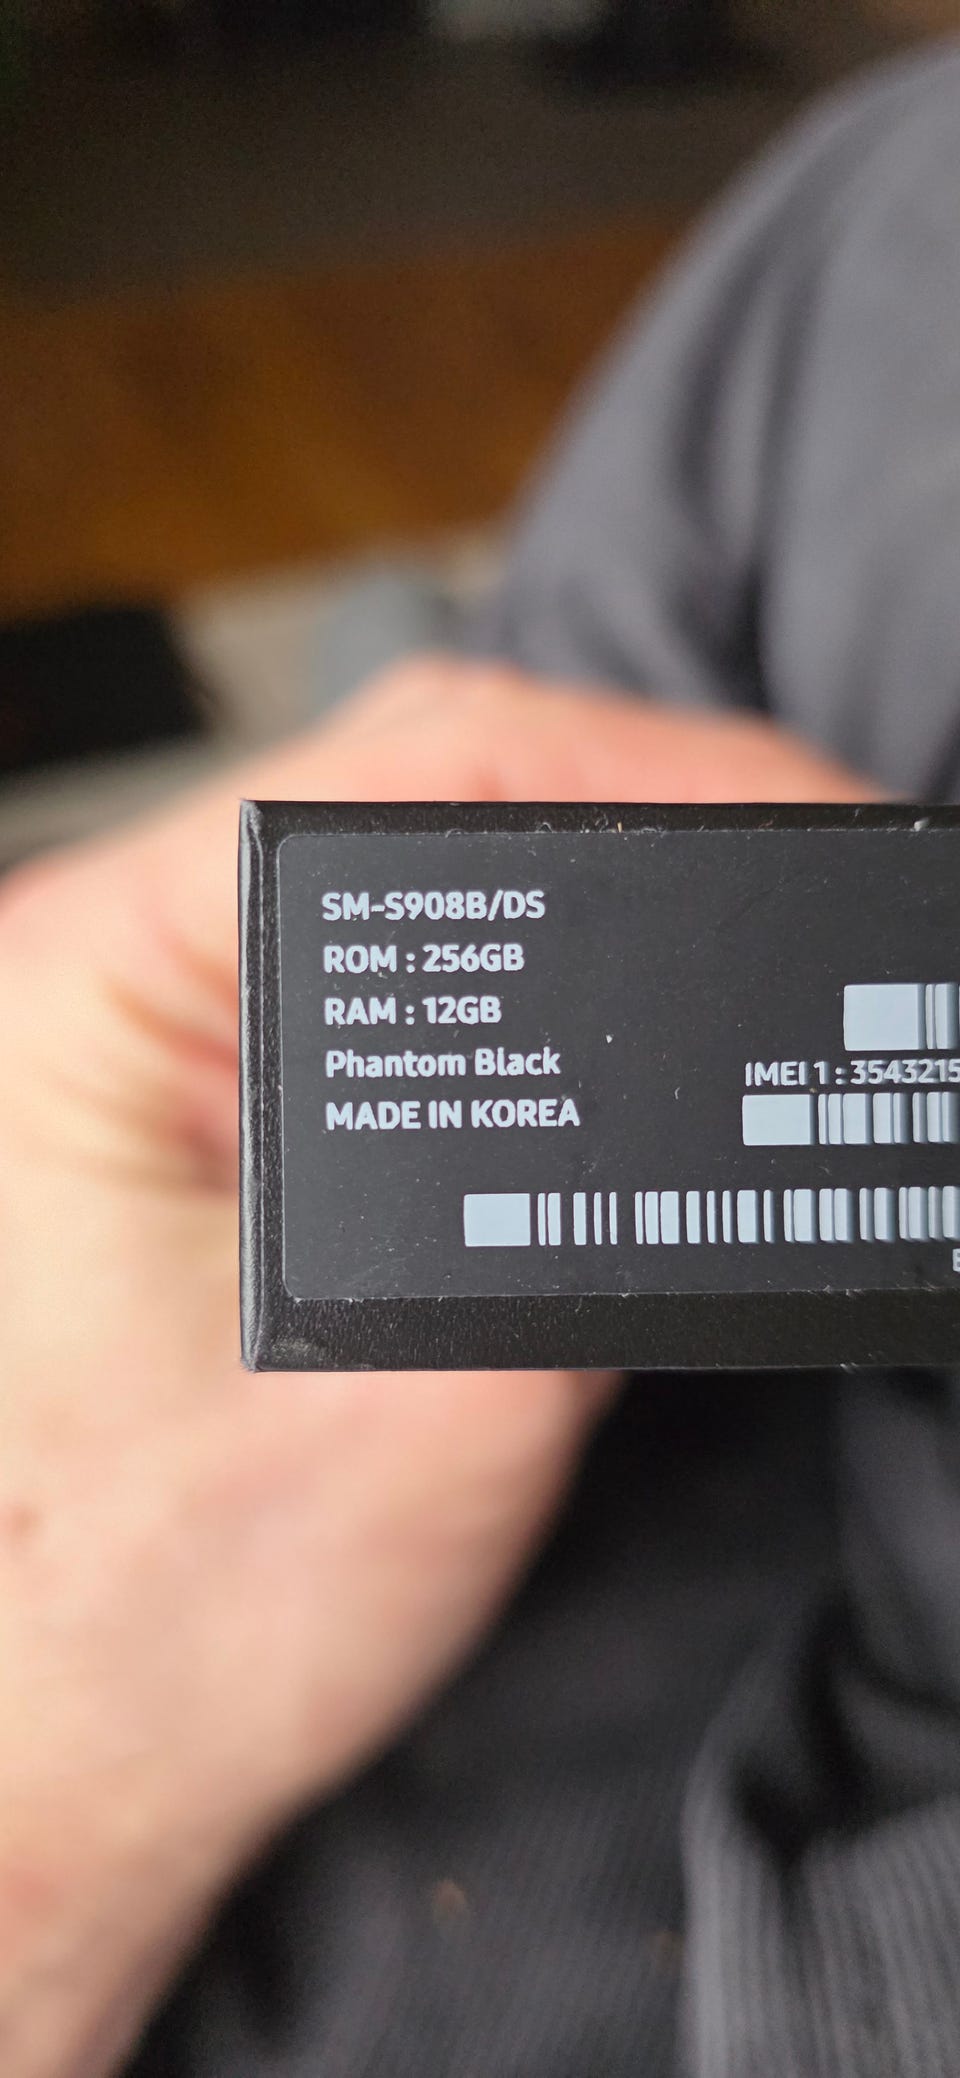 SM-S908B/DS
ROM : 256GB
RAM : 12GB
Phantom Black
MADE IN KOREA
IMEI 1 : 3543215